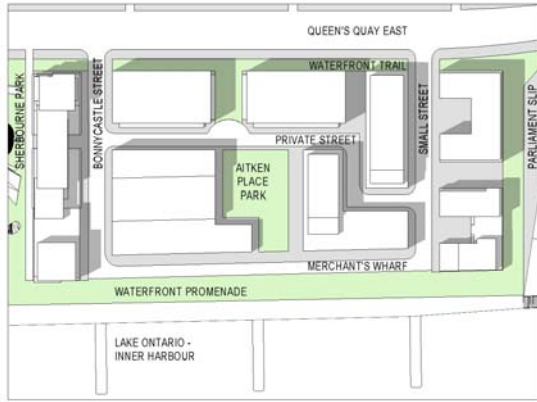 QUEEN'S QUAY EAST
WATERFRONT TRAIL
SHERBOURNE PARK
BONNYCASTLE STREET
SMALL STREET
PARLIAMENT SLIP
PRIVATE STREET
AITKEN
PLACE
PARK
MERCHANT'S WHARF
WATERFRONT PROMENADE
LAKE ONTARIO -
INNER HARBOUR